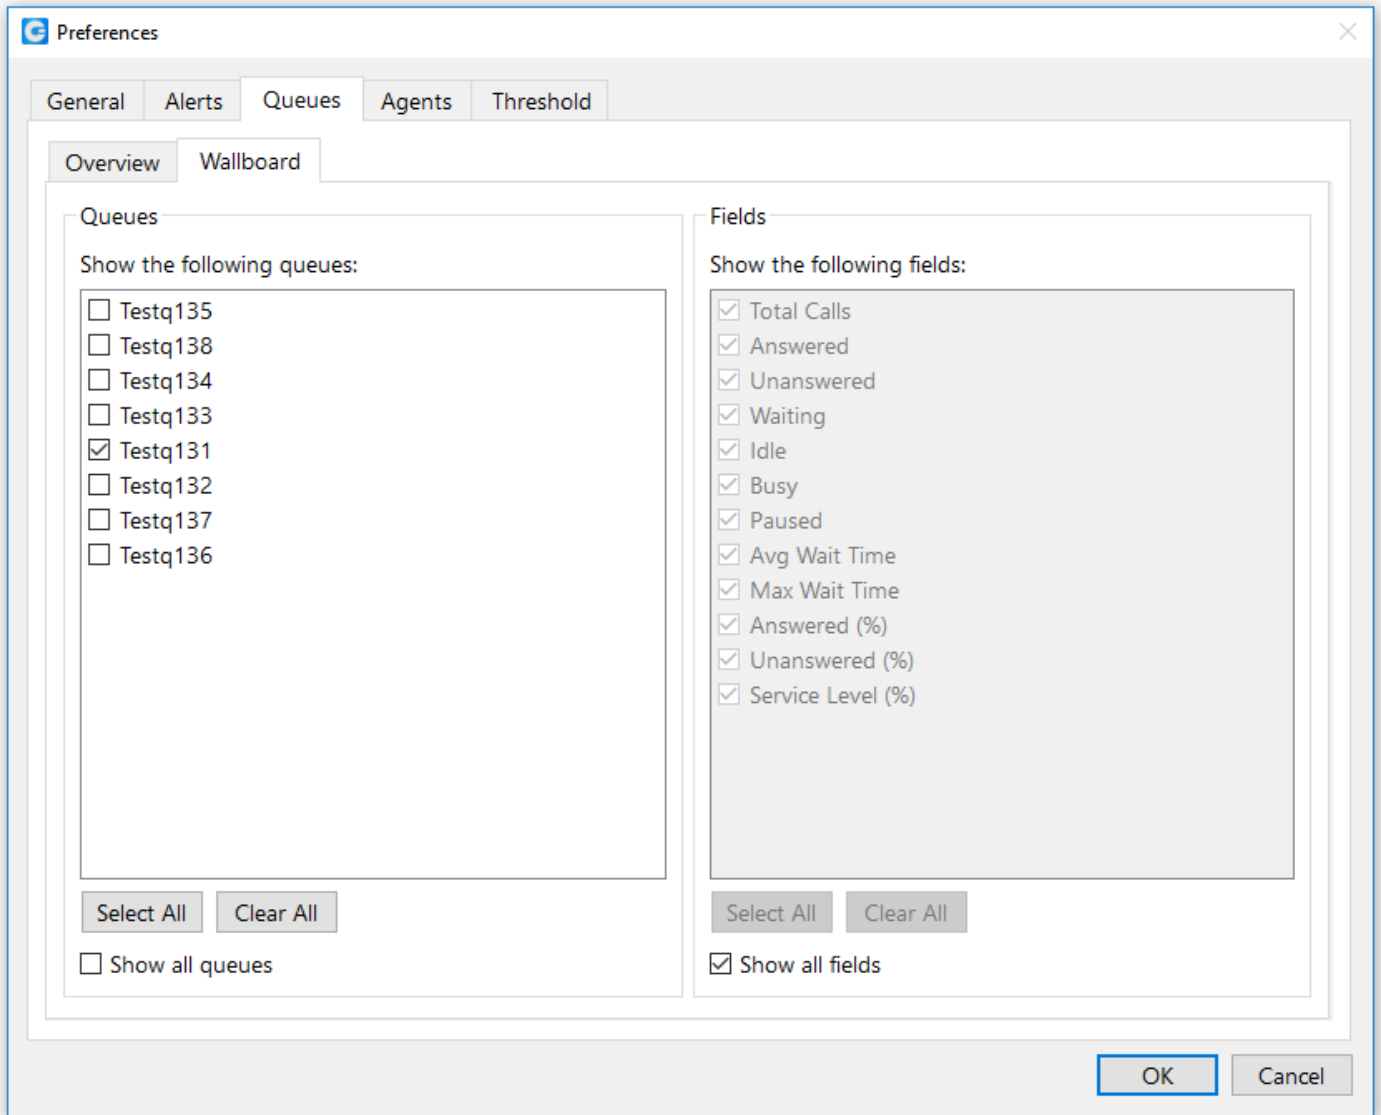 Preferences
General Alerts Queues Agents Threshold
Overview Wallboard
Queues
Show the following queues:
Testq135
Testq138
Testq134
Testq133
Testq131
Testq132
Testq137
Testq136
Select All Clear All
Show all queues
Fields
Show the following fields:
Total Calls
Answered
Unanswered
Waiting
Idle
Busy
Paused
Avg Wait Time
Max Wait Time
Answered (%)
Unanswered (%)
Service Level (%)
Select All Clear All
Show all fields
OK Cancel